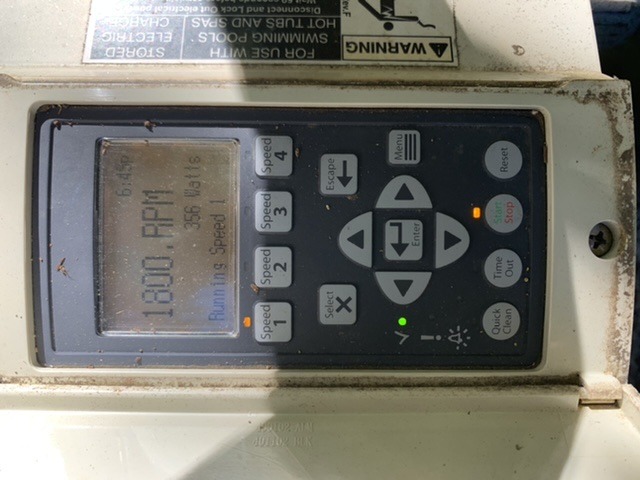 WARNING
FOR USE WITH
SWIMMING POOLS
HOT TUBS AND SPAS
STORED
ELECTRIC
CHARGE
6:45p
1800.RPM
356 Watts
Running Speed 1
Speed 1
Speed 2
Speed 3
Speed 4
Select
Escape
Menu
Enter
Reset
Start
Stop
Time
Out
Quick
Clean